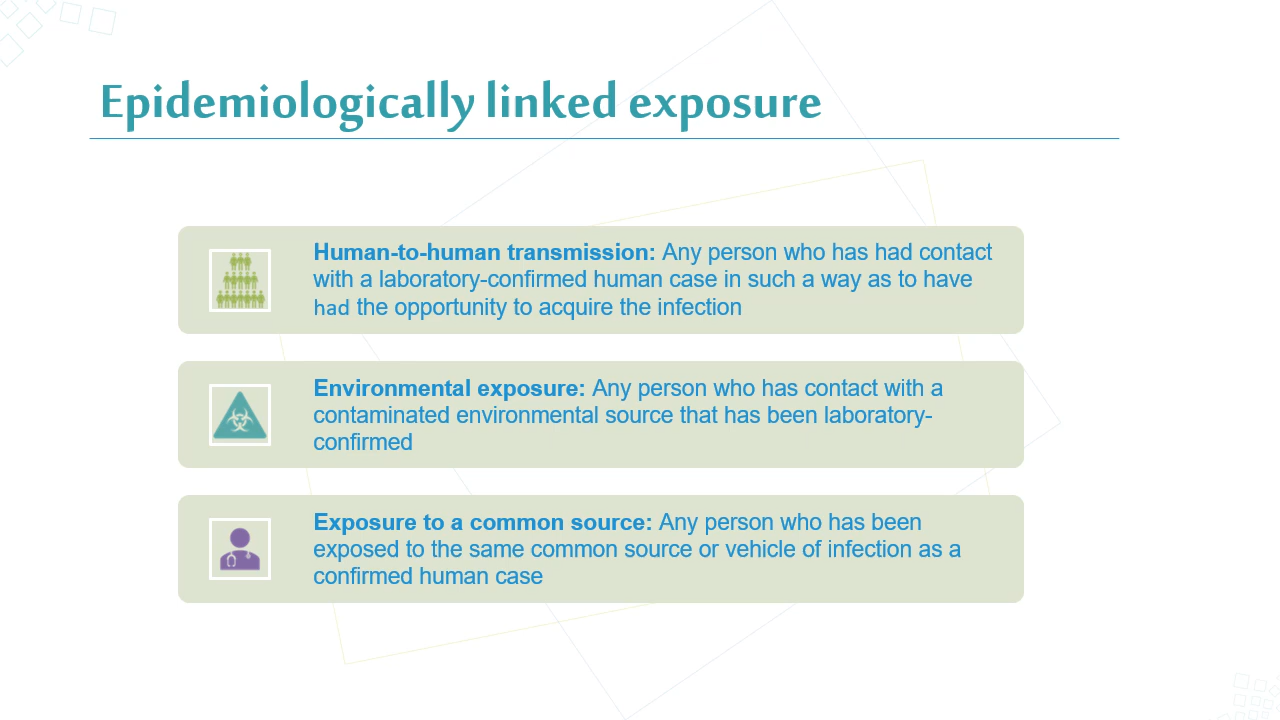 Epidemiologically linked exposure
Human-to-human transmission: Any person who has had contact
with a laboratory-confirmed human case in such a way as to have
had the opportunity to acquire the infection
Environmental exposure: Any person who has contact with a
contaminated environmental source that has been laboratory-
confirmed
Exposure to a common source: Any person who has been
exposed to the same common source or vehicle of infection as a
confirmed human case